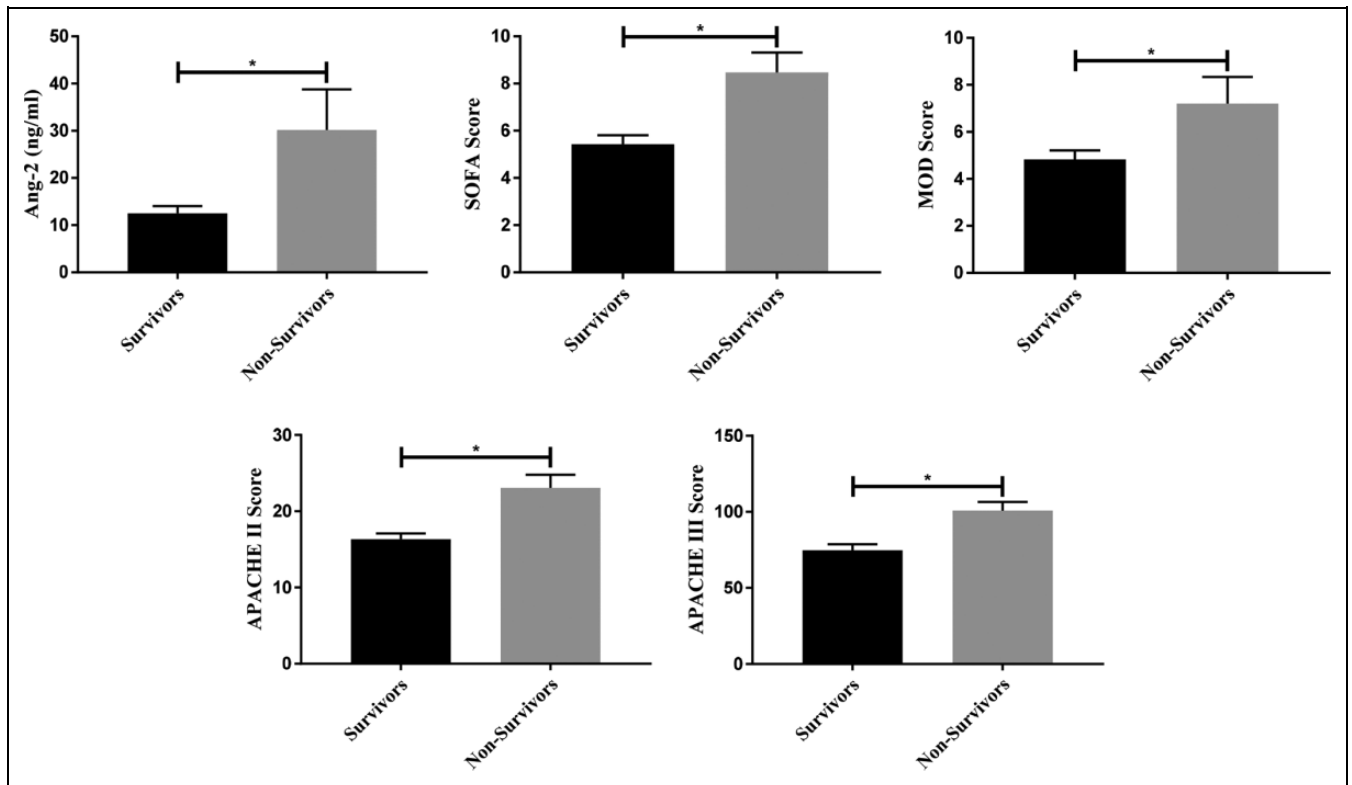 Ang-2 (ng/ml)
50
40
30
20
10
0
*
Survivors
Non-Survivors
SOFA Score
10
8
6
4
2
0
*
Survivors
Non-Survivors
MOD Score
10
8
6
4
2
0
*
Survivors
Non-Survivors
APACHE II Score
30
20
10
0
*
Survivors
Non-Survivors
APACHE III Score
150
100
50
0
*
Survivors
Non-Survivors